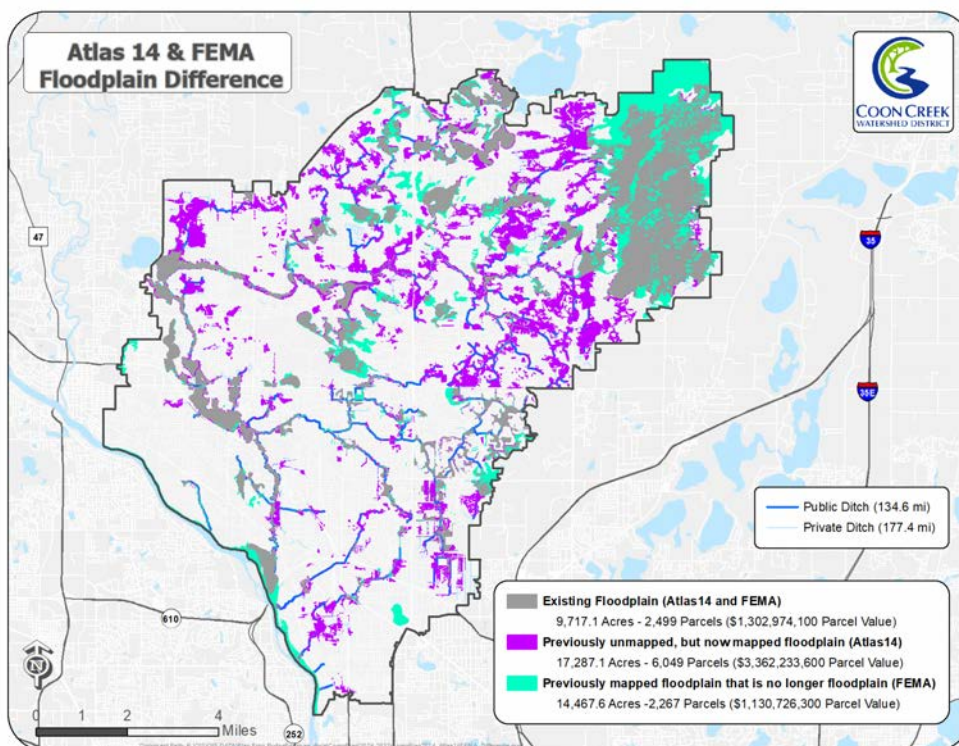 Atlas 14 & FEMA
Floodplain Difference
COON CREEK
WATERSHED DISTRICT
47
35
35E
Public Ditch (134.6 mi)
Private Ditch (177.4 mi)
Existing Floodplain (Atlas14 and FEMA)
9,717.1 Acres - 2,499 Parcels ($1,302,974,100 Parcel Value)
Previously unmapped, but now mapped floodplain (Atlas14)
17,287.1 Acres - 6,049 Parcels ($3,362,233,600 Parcel Value)
Previously mapped floodplain that is no longer floodplain (FEMA)
14,467.6 Acres -2,267 Parcels ($1,130,726,300 Parcel Value)
610
N
0 1 2 4
Miles
252